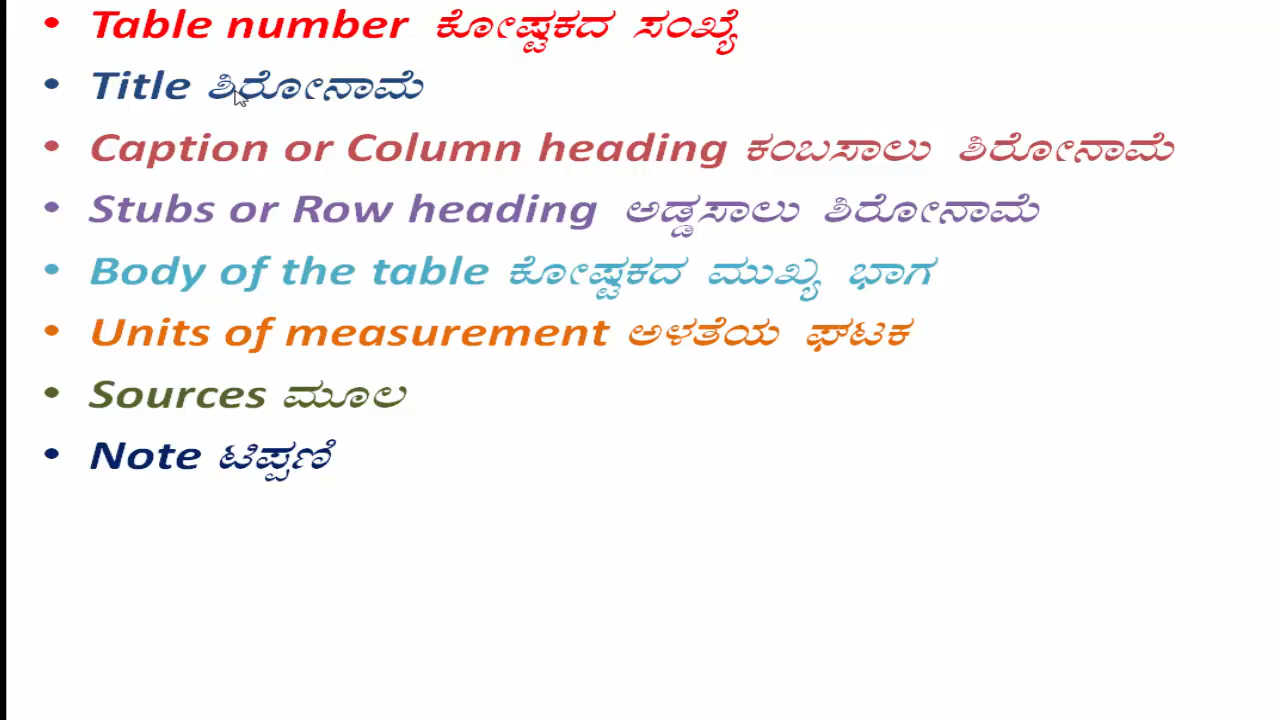 • Table number ಕೋಷ್ಟಕದ ಸಂಖ್ಯೆ
• Title ಶಿರೋನಾಮೆ
• Caption or Column heading ಕಂಬಸಾಲು ಶಿರೋನಾಮೆ
• Stubs or Row heading ಅಡ್ಡಸಾಲು ಶಿರೋನಾಮೆ
• Body of the table ಕೋಷ್ಟಕದ ಮುಖ್ಯ ಭಾಗ
• Units of measurement ಅಳತೆಯ ಘಟಕ
• Sources ಮೂಲ
• Note ಟಿಪ್ಪಣಿ